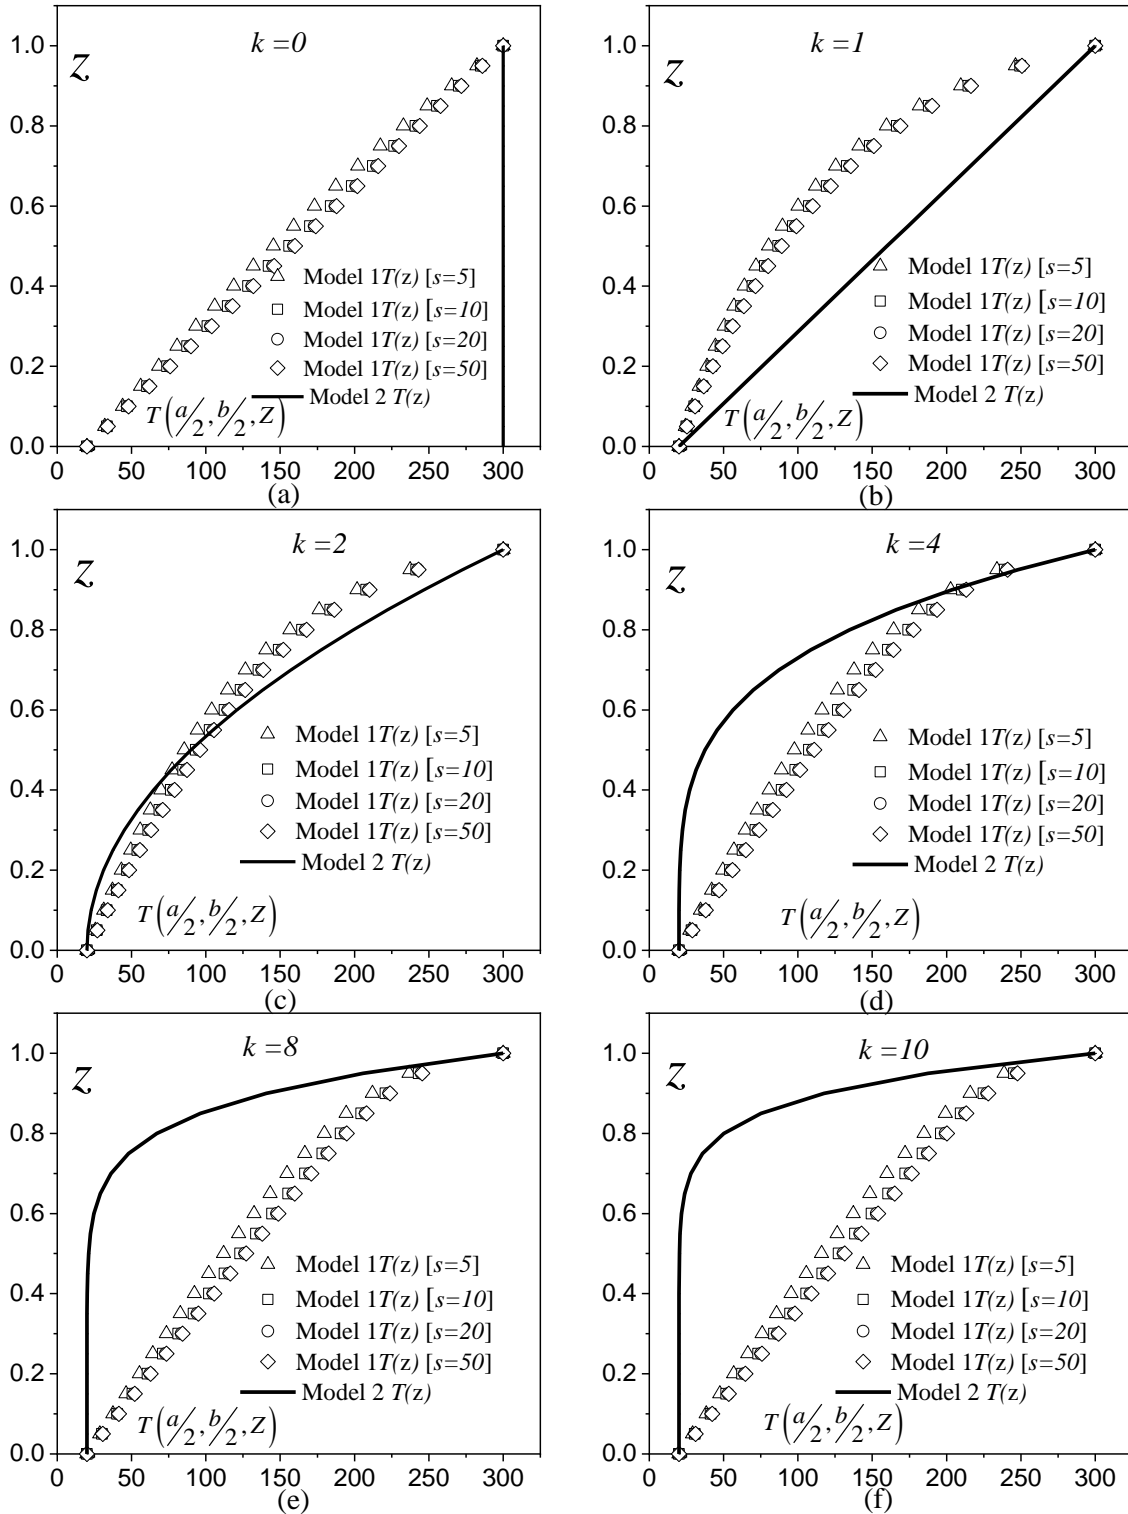 k =0
z
1.0
0.8
0.6
0.4
0.2
0.0
Model 1T(z) [s=5]
Model 1T(z) [s=10]
Model 1T(z) [s=20]
Model 1T(z) [s=50]
Model 2 T(z)
T(a/2, b/2, Z)
0 50 100 150 200 250 300
(a)
k =1
z
1.0
0.8
0.6
0.4
0.2
0.0
Model 1T(z) [s=5]
Model 1T(z) [s=10]
Model 1T(z) [s=20]
Model 1T(z) [s=50]
Model 2 T(z)
T(a/2, b/2, Z)
0 50 100 150 200 250 300
(b)
k =2
z
1.0
0.8
0.6
0.4
0.2
0.0
Model 1T(z) [s=5]
Model 1T(z) [s=10]
Model 1T(z) [s=20]
Model 1T(z) [s=50]
Model 2 T(z)
T(a/2, b/2, Z)
0 50 100 150 200 250 300
(c)
k =4
z
1.0
0.8
0.6
0.4
0.2
0.0
Model 1T(z) [s=5]
Model 1T(z) [s=10]
Model 1T(z) [s=20]
Model 1T(z) [s=50]
Model 2 T(z)
T(a/2, b/2, Z)
0 50 100 150 200 250 300
(d)
k =8
z
1.0
0.8
0.6
0.4
0.2
0.0
Model 1T(z) [s=5]
Model 1T(z) [s=10]
Model 1T(z) [s=20]
Model 1T(z) [s=50]
Model 2 T(z)
T(a/2, b/2, Z)
0 50 100 150 200 250 300
(e)
k =10
z
1.0
0.8
0.6
0.4
0.2
0.0
Model 1T(z) [s=5]
Model 1T(z) [s=10]
Model 1T(z) [s=20]
Model 1T(z) [s=50]
Model 2 T(z)
T(a/2, b/2, Z)
0 50 100 150 200 250 300
(f)